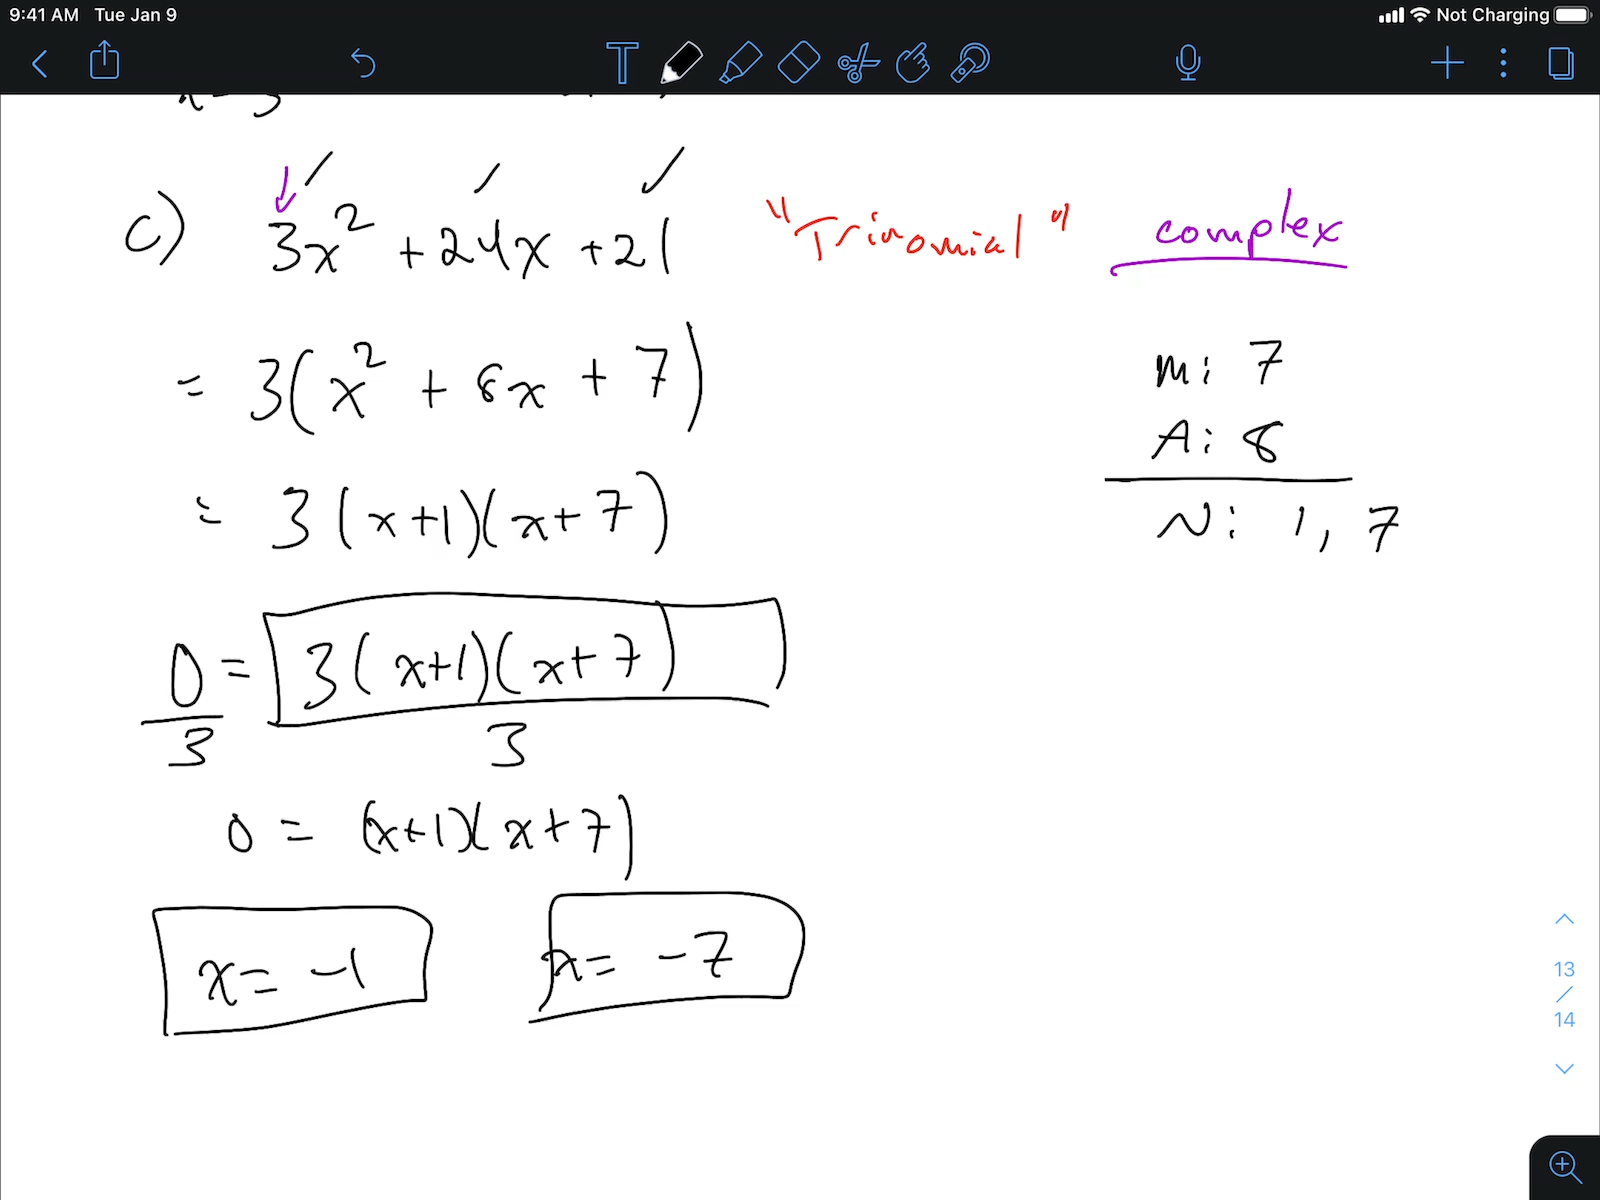 9:41 AM Tue Jan 9 Not Charging
c) 3x² + 24x + 21 "Trinomial" complex
= 3(x² + 8x + 7) M: 7
A: 8
= 3(x+1)(x+7) N: 1, 7
0 = 3(x+1)(x+7)
3 3
0 = (x+1)(x+7)
x = -1 x = -7
13
/
14